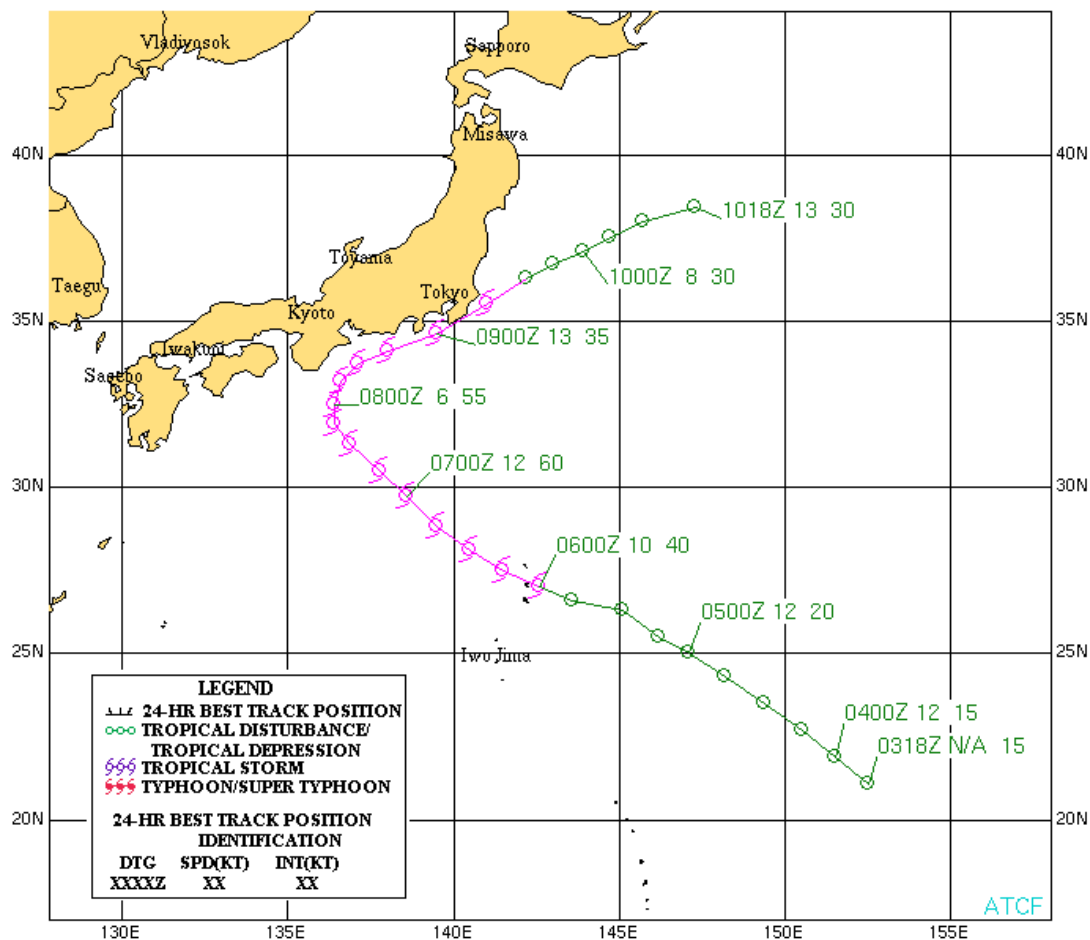 Vladiyosok
Sapporo
Misawa
40N
40N
1018Z 13 30
Toyama
1000Z 8 30
Taegu
Tokyo
Kyoto
35N
35N
0900Z 13 35
Iwakuni
Sasebo
0800Z 6 55
0700Z 12 60
30N
30N
0600Z 10 40
0500Z 12 20
25N
Iwo Jima
25N
LEGEND
24-HR BEST TRACK POSITION
TROPICAL DISTURBANCE/
TROPICAL DEPRESSION
TROPICAL STORM
TYPHOON/SUPER TYPHOON
0400Z 12 15
0318Z N/A 15
20N
20N
24-HR BEST TRACK POSITION
IDENTIFICATION
DTG SPD(KT) INT(KT)
XXXXZ XX XX
ATCF
130E 135E 140E 145E 150E 155E